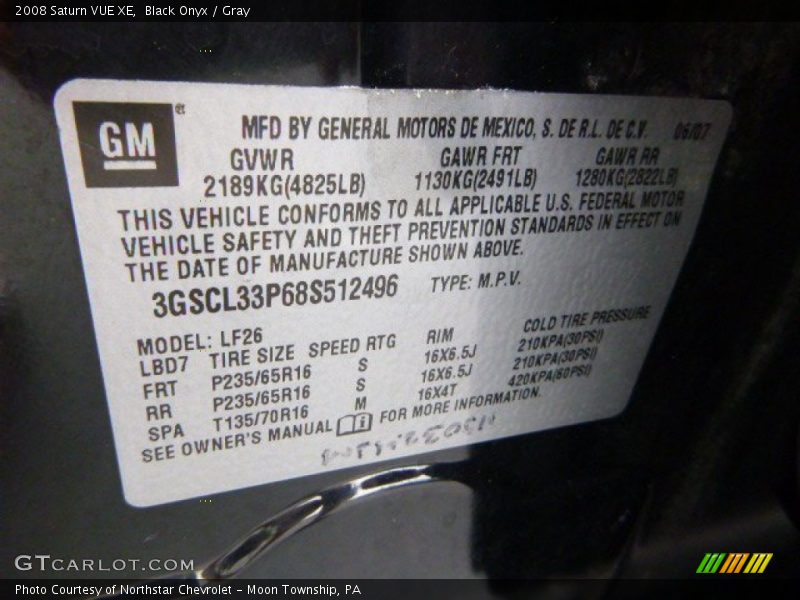 2008 Saturn VUE XE, Black Onyx / Gray
GM®
MFD BY GENERAL MOTORS DE MEXICO, S. DE R.L. DE C.V. 06/07
GVWR GAWR FRT GAWR RR
2189KG(4825LB) 1130KG(2491LB) 1280KG(2822LB)
THIS VEHICLE CONFORMS TO ALL APPLICABLE U.S. FEDERAL MOTOR
VEHICLE SAFETY AND THEFT PREVENTION STANDARDS IN EFFECT ON
THE DATE OF MANUFACTURE SHOWN ABOVE.
3GSCL33P68S512496 TYPE: M.P.V.
MODEL: LF26
LBD7 TIRE SIZE SPEED RTG RIM COLD TIRE PRESSURE
FRT P235/65R16 S 16X6.5J 210KPA(30PSI)
RR P235/65R16 S 16X6.5J 210KPA(30PSI)
SPA T135/70R16 M 16X4T 420KPA(60PSI)
SEE OWNER'S MANUAL FOR MORE INFORMATION.
GTCARLOT.COM
Photo Courtesy of Northstar Chevrolet - Moon Township, PA